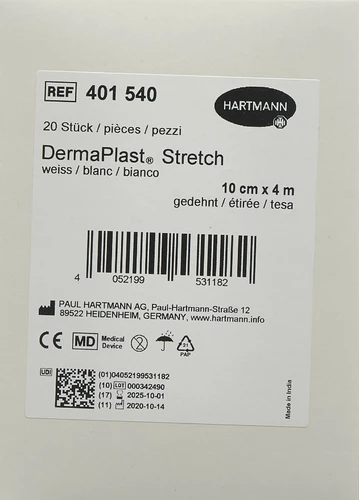 REF 401 540
HARTMANN
20 Stück / pièces / pezzi
DermaPlast® Stretch
weiss / blanc / bianco
10 cm x 4 m
gedehnt / étirée / tesa
4 052199 531182
PAUL HARTMANN AG, Paul-Hartmann-Straße 12
89522 HEIDENHEIM, GERMANY, www.hartmann.info
CE MD Medical Device
2
21
PAP
UDI
(01)04052199531182
(10) LOT 000342490
(17) 2025-10-01
(11) 2020-10-14
Made in India